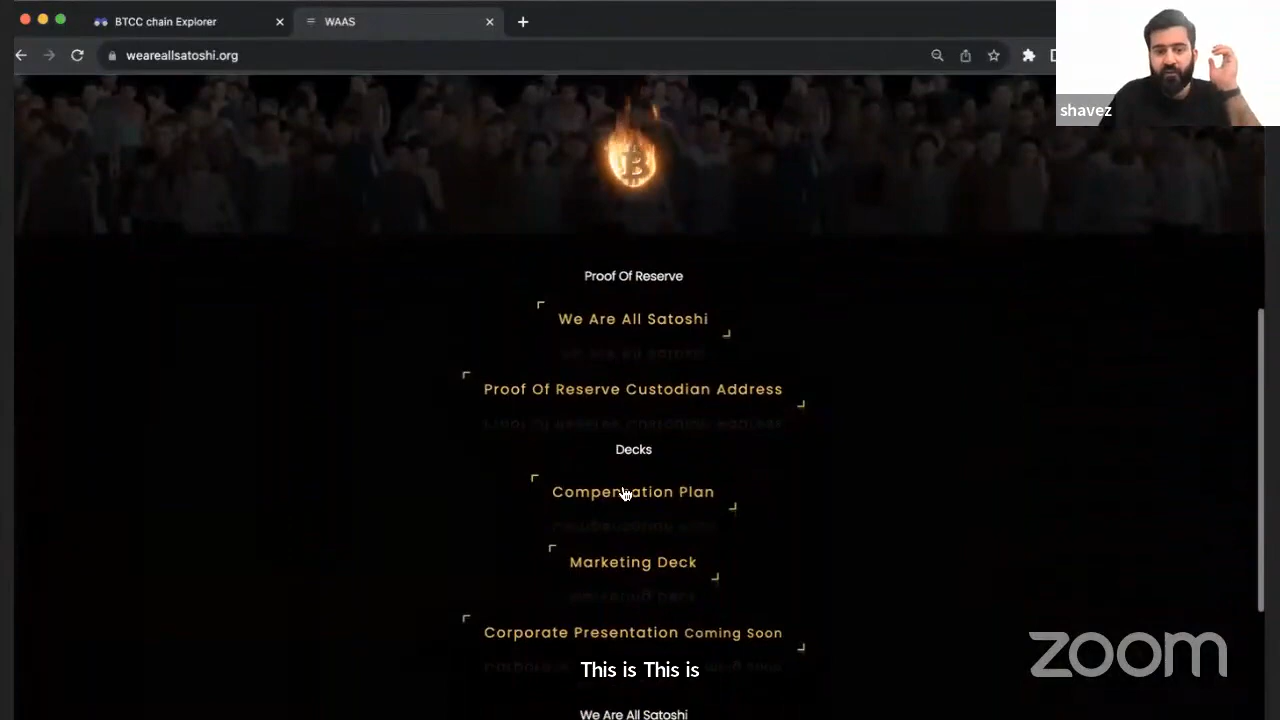 BTCC chain Explorer
WAAS
weareallsatoshi.org
shavez
Proof Of Reserve
We Are All Satoshi
Proof Of Reserve Custodian Address
Decks
Compensation Plan
Marketing Deck
Corporate Presentation Coming Soon
This is This is
zoom
We Are All Satoshi